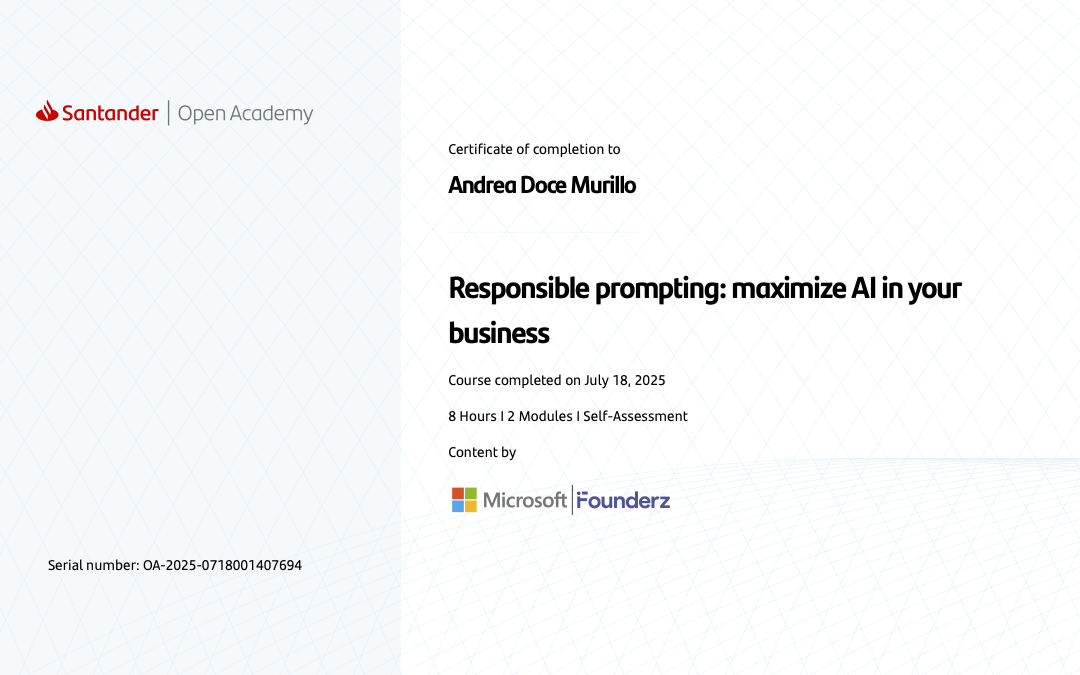 Santander | Open Academy
Certificate of completion to
Andrea Doce Murillo
Responsible prompting: maximize AI in your
business
Course completed on July 18, 2025
8 Hours I 2 Modules I Self-Assessment
Content by
Microsoft | Founderz
Serial number: OA-2025-0718001407694